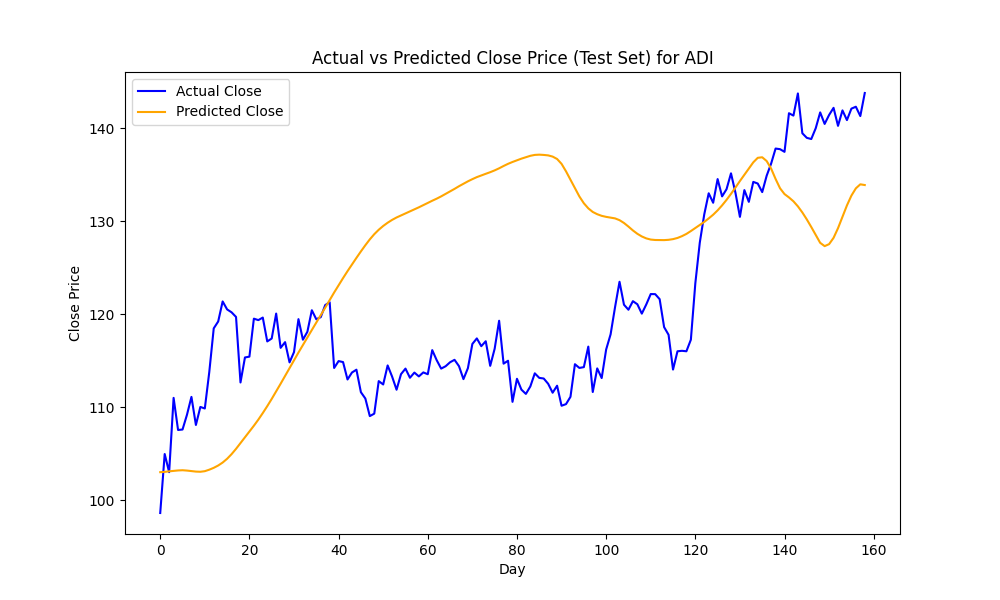 Actual vs Predicted Close Price (Test Set) for ADI
Actual Close
Predicted Close
Close Price
140
130
120
110
100
0 20 40 60 80 100 120 140 160
Day